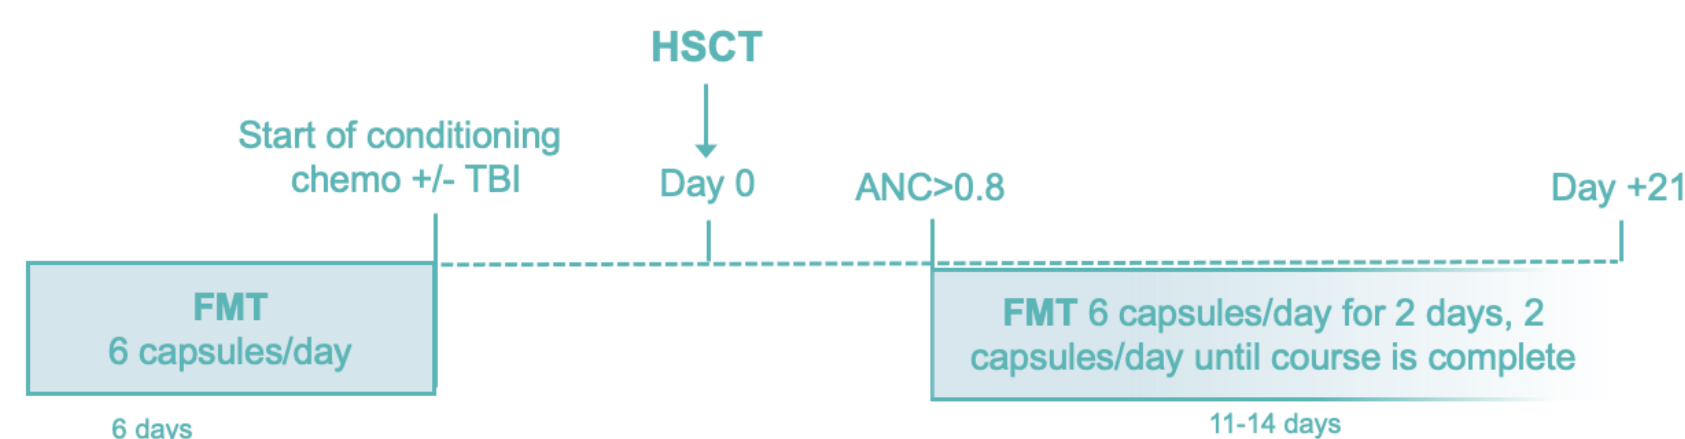 HSCT
Start of conditioning
chemo +/- TBI
Day 0
ANC>0.8
Day +21
FMT
6 capsules/day
FMT 6 capsules/day for 2 days, 2
capsules/day until course is complete
6 days
11-14 days